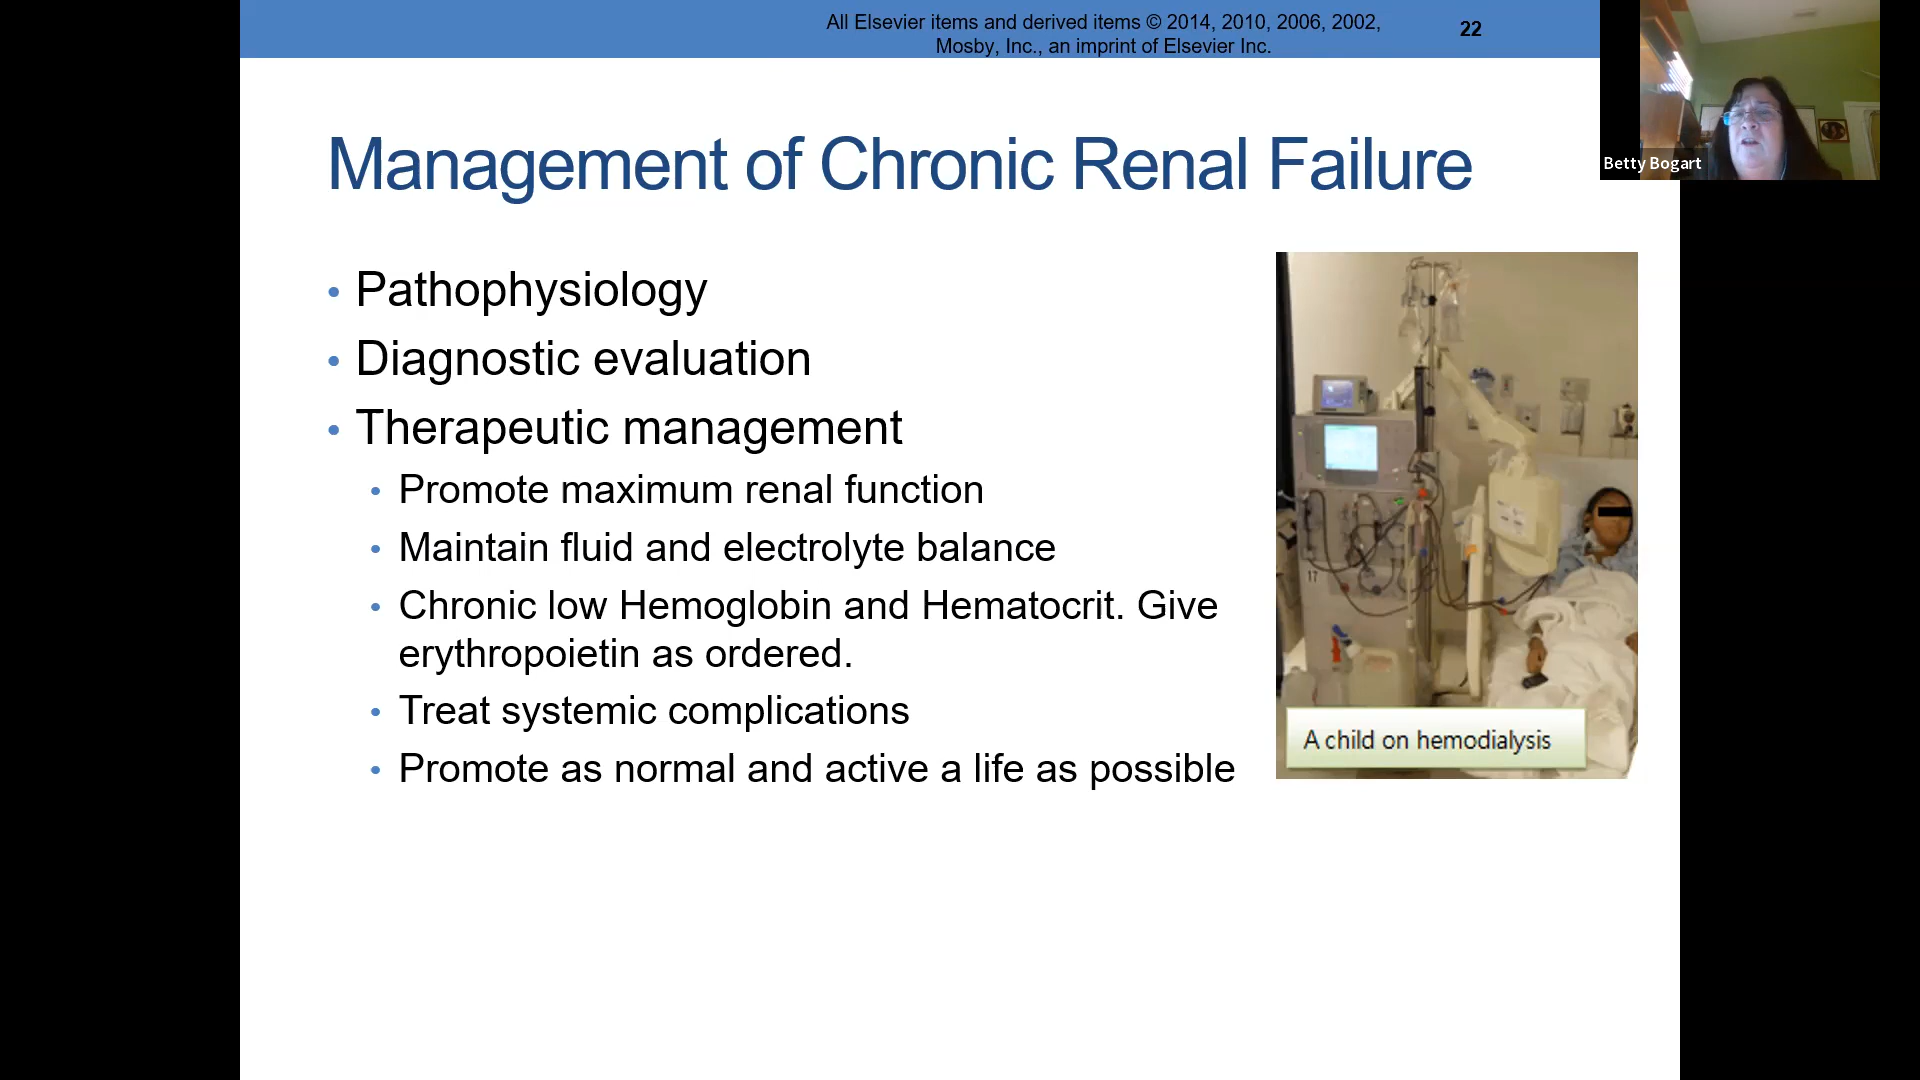 All Elsevier items and derived items © 2014, 2010, 2006, 2002,
Mosby, Inc., an imprint of Elsevier Inc.
22
Betty Bogart
Management of Chronic Renal Failure
• Pathophysiology
• Diagnostic evaluation
• Therapeutic management
• Promote maximum renal function
• Maintain fluid and electrolyte balance
• Chronic low Hemoglobin and Hematocrit. Give
erythropoietin as ordered.
• Treat systemic complications
• Promote as normal and active a life as possible
17
A child on hemodialysis